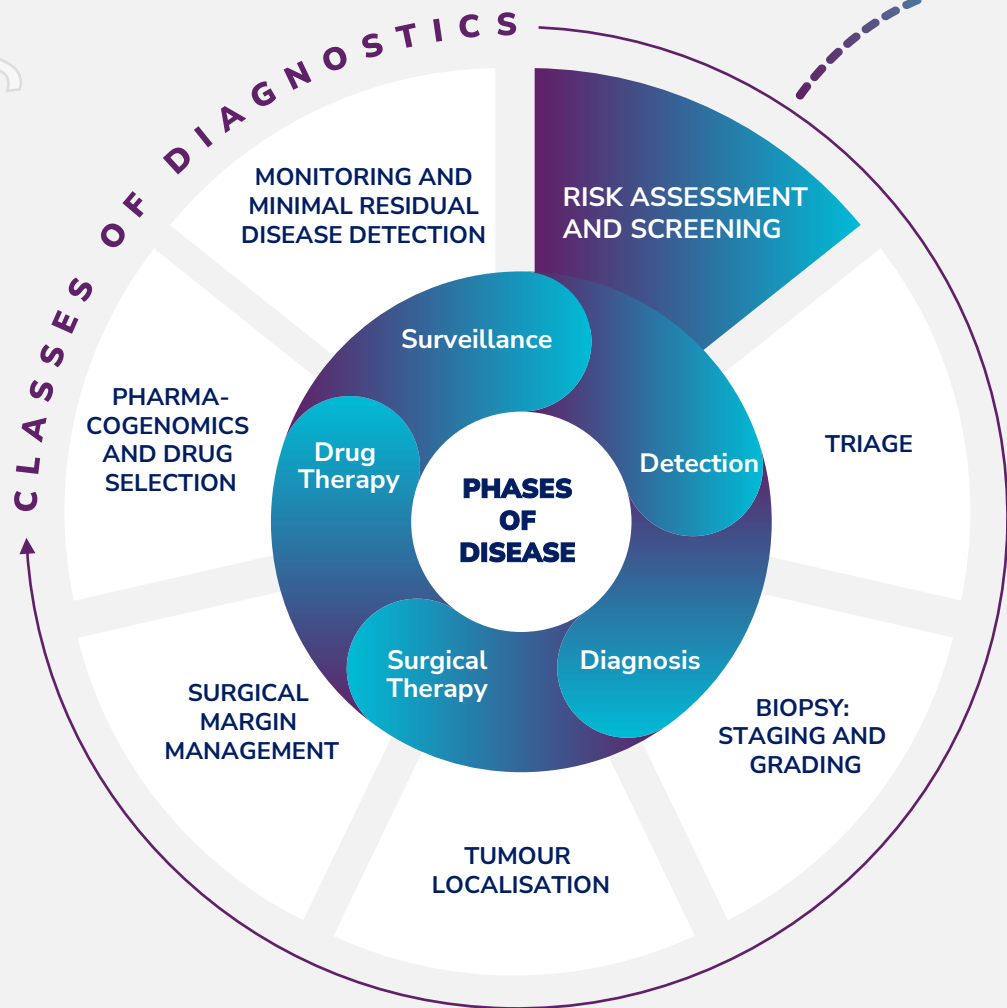 CLASSES OF DIAGNOSTICS
MONITORING AND
MINIMAL RESIDUAL
DISEASE DETECTION
RISK ASSESSMENT
AND SCREENING
TRIAGE
BIOPSY:
STAGING AND
GRADING
TUMOUR
LOCALISATION
SURGICAL
MARGIN
MANAGEMENT
PHARMA-
COGENOMICS
AND DRUG
SELECTION
Surveillance
Detection
Diagnosis
Surgical
Therapy
Drug
Therapy
PHASES
OF
DISEASE